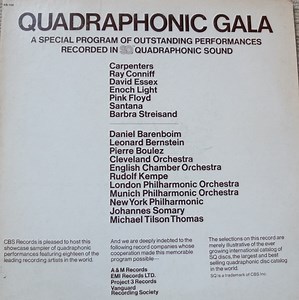 QUADRAPHONIC GALA
A SPECIAL PROGRAM OF OUTSTANDING PERFORMANCES
RECORDED IN SQ QUADRAPHONIC SOUND
Carpenters
Ray Conniff
David Essex
Enoch Light
Pink Floyd
Santana
Barbra Streisand
Daniel Barenboim
Leonard Bernstein
Pierre Boulez
Cleveland Orchestra
English Chamber Orchestra
Rudolf Kempe
London Philharmonic Orchestra
Munich Philharmonic Orchestra
New York Philharmonic
Johannes Somary
Michael Tilson Thomas
CBS Records is pleased to host this
showcase sampler of quadraphonic
performances featuring eighteen of the
leading recording artists in the world.
And we are deeply indebted to the
following record companies whose
cooperation made this memorable
program possible—
A & M Records
EMI Records LTD.
Project 3 Records
Vanguard
Recording Society
The selections on this record are
merely illustrative of the ever
growing international catalog of
SQ discs, the largest and best
selling quadraphonic disc catalog
in the world.
SQ is a trademark of CBS Inc.